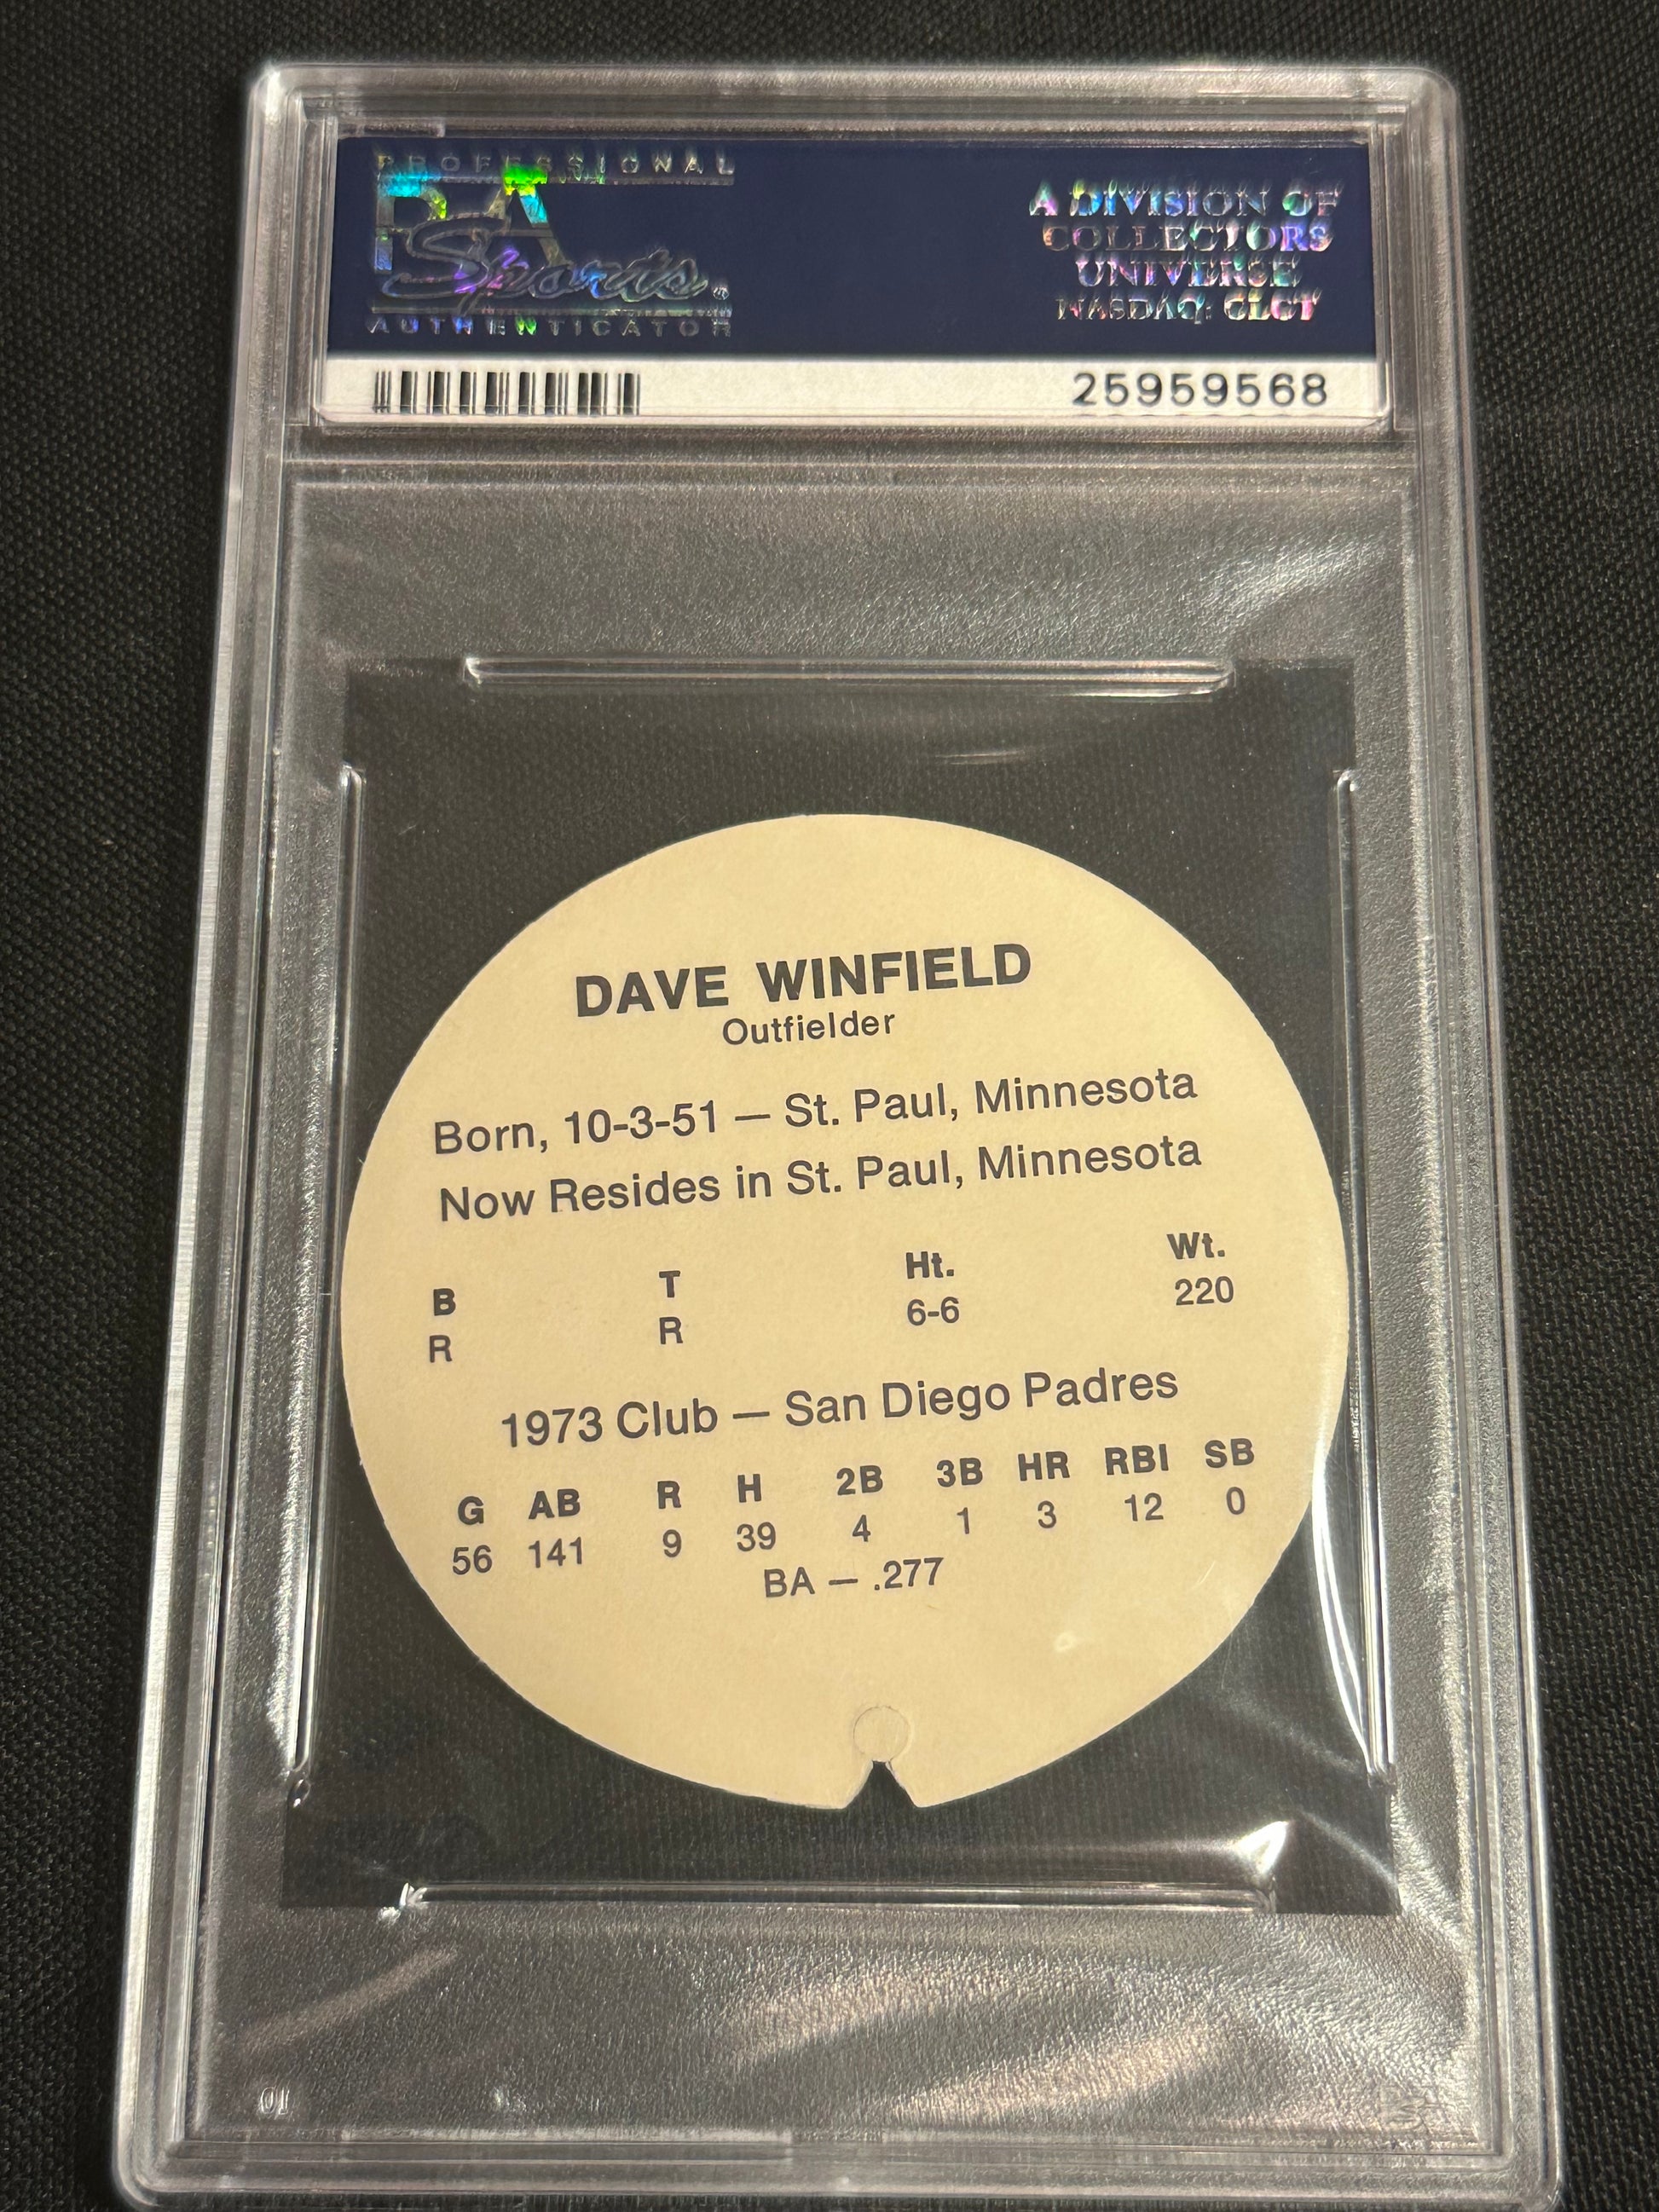 PROFESSIONAL
PSA
Sports®
AUTHENTICATOR
A DIVISION OF
COLLECTORS
UNIVERSE
NASDAQ: CLCT
25959568
DAVE WINFIELD
Outfielder
Born, 10-3-51 — St. Paul, Minnesota
Now Resides in St. Paul, Minnesota
B T Ht. Wt.
R R 6-6 220
1973 Club — San Diego Padres
G AB R H 2B 3B HR RBI SB
56 141 9 39 4 1 3 12 0
BA — .277